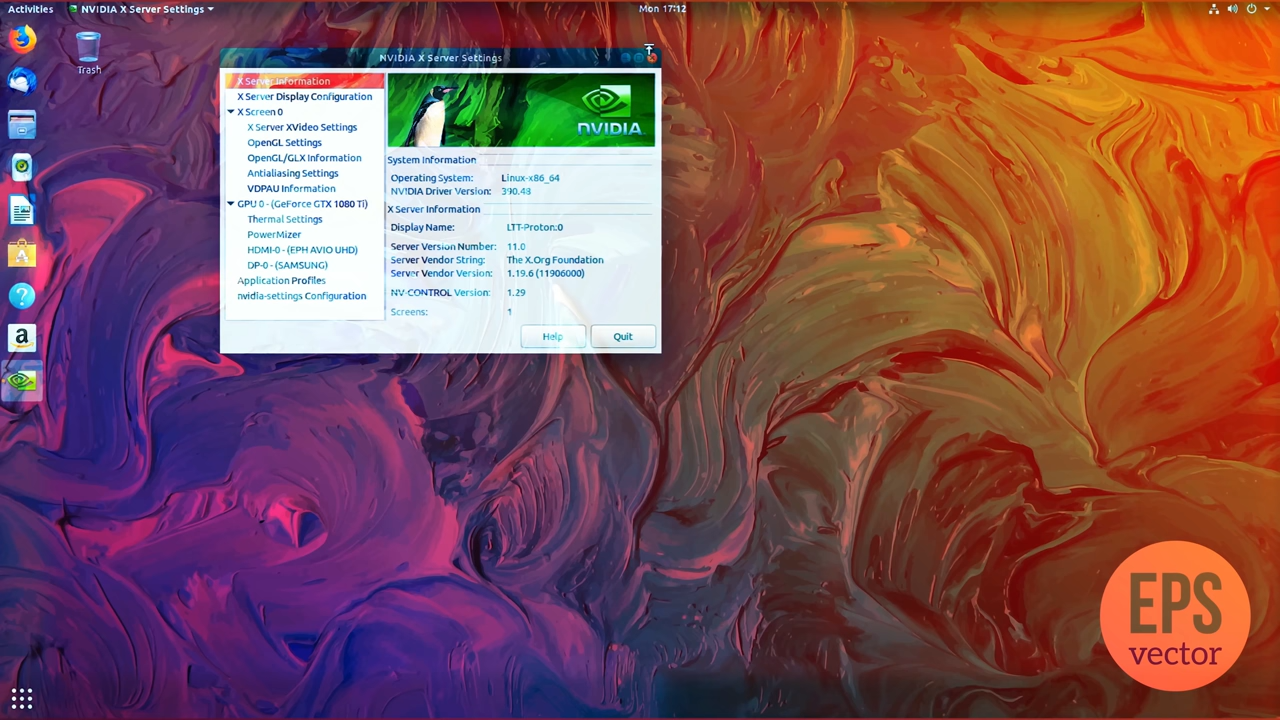 Activities NVIDIA X Server Settings Mon 17:12
Trash
NVIDIA X Server Settings
X Server Information
X Server Display Configuration
X Screen 0
X Server XVideo Settings
OpenGL Settings
OpenGL/GLX Information
Antialiasing Settings
VDPAU Information
GPU 0 - (GeForce GTX 1080 Ti)
Thermal Settings
PowerMizer
HDMI-0 - (EPH AVIO UHD)
DP-0 - (SAMSUNG)
Application Profiles
nvidia-settings Configuration
NVIDIA
System Information
Operating System: Linux-x86_64
NVIDIA Driver Version: 390.48
X Server Information
Display Name: LTT-Proton:0
Server Version Number: 11.0
Server Vendor String: The X.Org Foundation
Server Vendor Version: 1.19.6 (11906000)
NV-CONTROL Version: 1.29
Screens: 1
Help Quit
a
EPS
vector